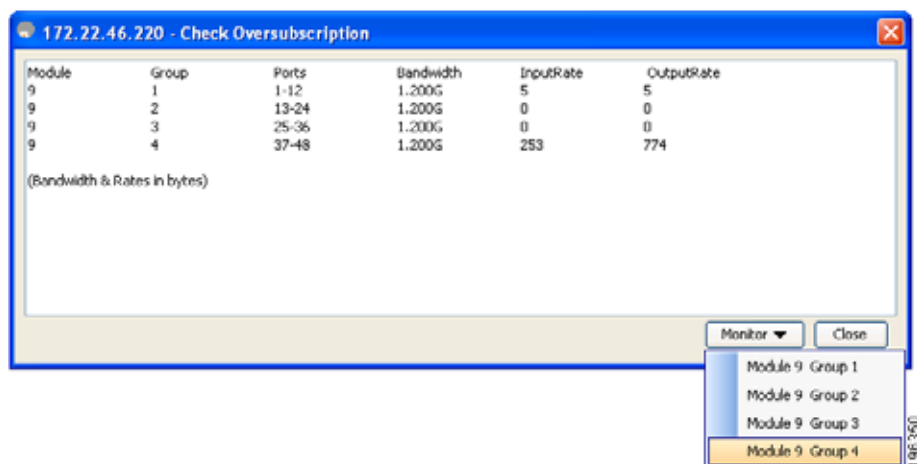 172.22.46.220 - Check Oversubscription
Module Group Ports Bandwidth InputRate OutputRate
9 1 1-12 1.200G 5 5
9 2 13-24 1.200G 0 0
9 3 25-36 1.200G 0 0
9 4 37-48 1.200G 253 774
(Bandwidth & Rates in bytes)
Monitor Close
Module 9 Group 1
Module 9 Group 2
Module 9 Group 3
Module 9 Group 4
196350